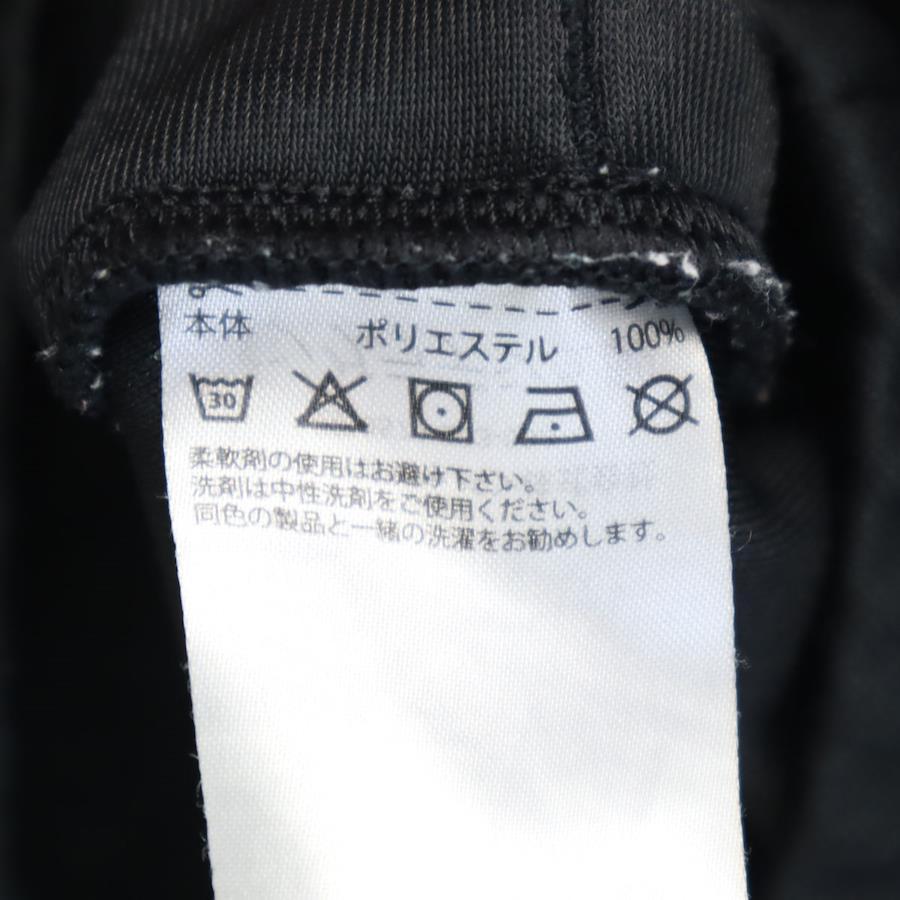 本体 ポリエステル 100%
30
柔軟剤の使用はお避け下さい。
洗剤は中性洗剤をご使用ください。
同色の製品と一緒の洗濯をお勧めします。